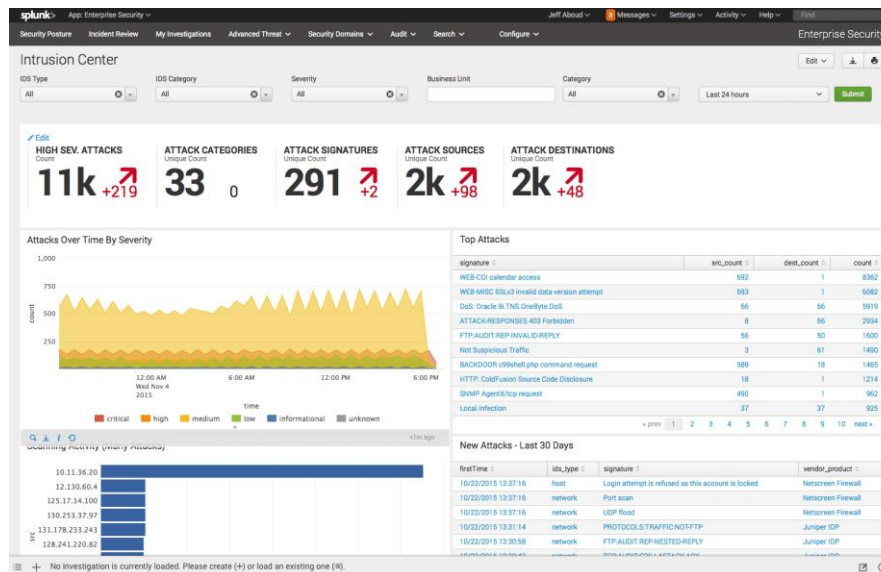 splunk> App: Enterprise Security Jeff Aboud 3 Messages Settings Activity Help Find
Security Posture Incident Review My Investigations Advanced Threat Security Domains Audit Search Configure Enterprise Security
Intrusion Center Edit
IDS Type IDS Category Severity Business Unit Category
All All All All Last 24 hours Submit
Edit
HIGH SEV. ATTACKS ATTACK CATEGORIES ATTACK SIGNATURES ATTACK SOURCES ATTACK DESTINATIONS
Count Unique Count Unique Count Unique Count Unique Count
11k +219 33 0 291 +2 2k +98 2k +48
Attacks Over Time By Severity
1,000
750
500
250
count
12:00 AM 6:00 AM 12:00 PM 6:00 PM
Wed Nov 4
2015
time
critical high medium low informational unknown
<1m ago
Top Attacks
signature src_count dest_count count
WEB-CGI calendar access 692 1 8362
WEB-MISC SSLv3 invalid data version attempt 693 1 6082
DoS: Oracle.9i.TNS.OneByte.DoS 66 66 5919
ATTACK-RESPONSES 403 Forbidden 8 66 2934
FTP:AUDIT:REP-INVALID-REPLY 56 50 1600
Not Suspicious Traffic 3 61 1490
BACKDOOR c99shell.php command request 589 18 1465
HTTP: ColdFusion Source Code Disclosure 18 1 1214
SNMP AgentX/tcp request 490 1 962
Local Infection 37 37 925
« prev 1 2 3 4 5 6 7 8 9 10 next »
Scanning Activity (Many Attacks)
10.11.36.20
12.130.60.4
125.17.14.100
130.253.37.97
131.178.233.243
128.241.220.82
src
New Attacks - Last 30 Days
firstTime ids_type signature vendor_product
10/22/2015 13:37:16 host Login attempt is refused as this account is locked Netscreen Firewall
10/22/2015 13:37:16 network Port scan Netscreen Firewall
10/22/2015 13:37:16 network UDP flood Netscreen Firewall
10/22/2015 13:31:14 network PROTOCOLS:TRAFFIC:NOT-FTP Juniper IDP
10/22/2015 13:30:58 network FTP:AUDIT:REP-NESTED-REPLY Juniper IDP
No investigation is currently loaded. Please create (+) or load an existing one (≡).